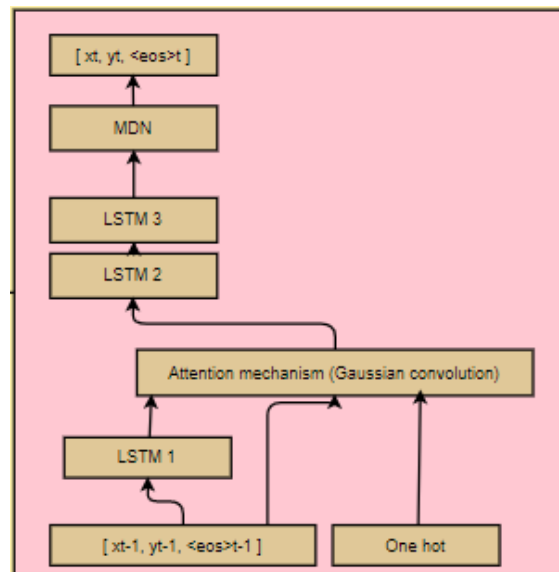 [ xt, yt, <eos>t ]
MDN
LSTM 3
LSTM 2
Attention mechanism (Gaussian convolution)
LSTM 1
[ xt-1, yt-1, <eos>t-1 ]
One hot